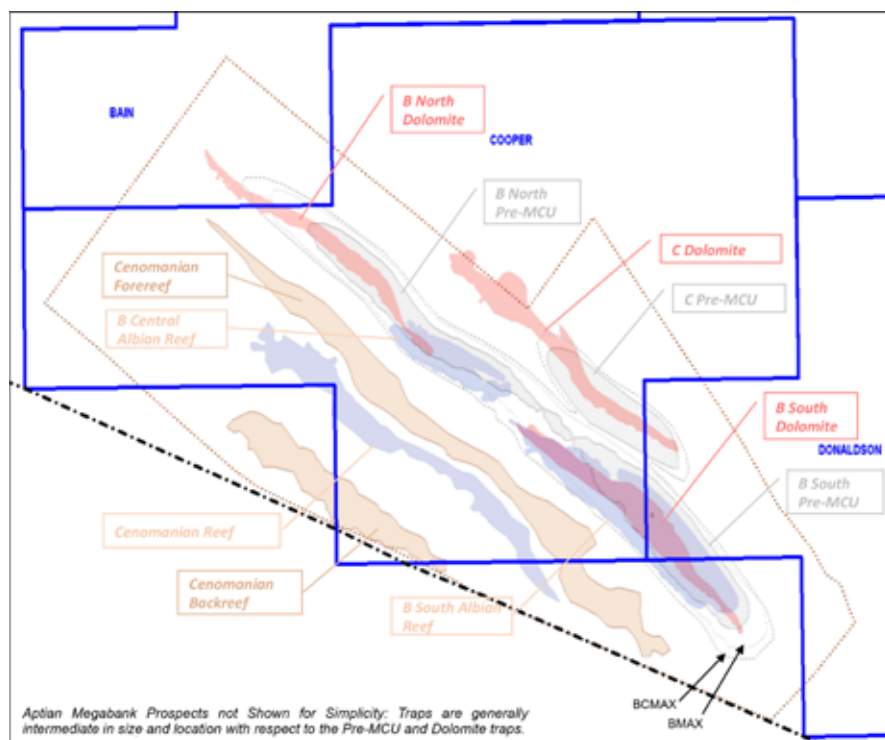 B North
Dolomite
BAIN
COOPER
B North
Pre-MCU
C Dolomite
Cenomanian
Forereef
C Pre-MCU
B Central
Albian Reef
B South
Dolomite
DONALDSON
B South
Pre-MCU
Cenomanian Reef
Cenomanian
Backreef
B South Albian
Reef
BCMAX
BMAX
Aptian Megabank Prospects not Shown for Simplicity: Traps are generally
intermediate in size and location with respect to the Pre-MCU and Dolomite traps.